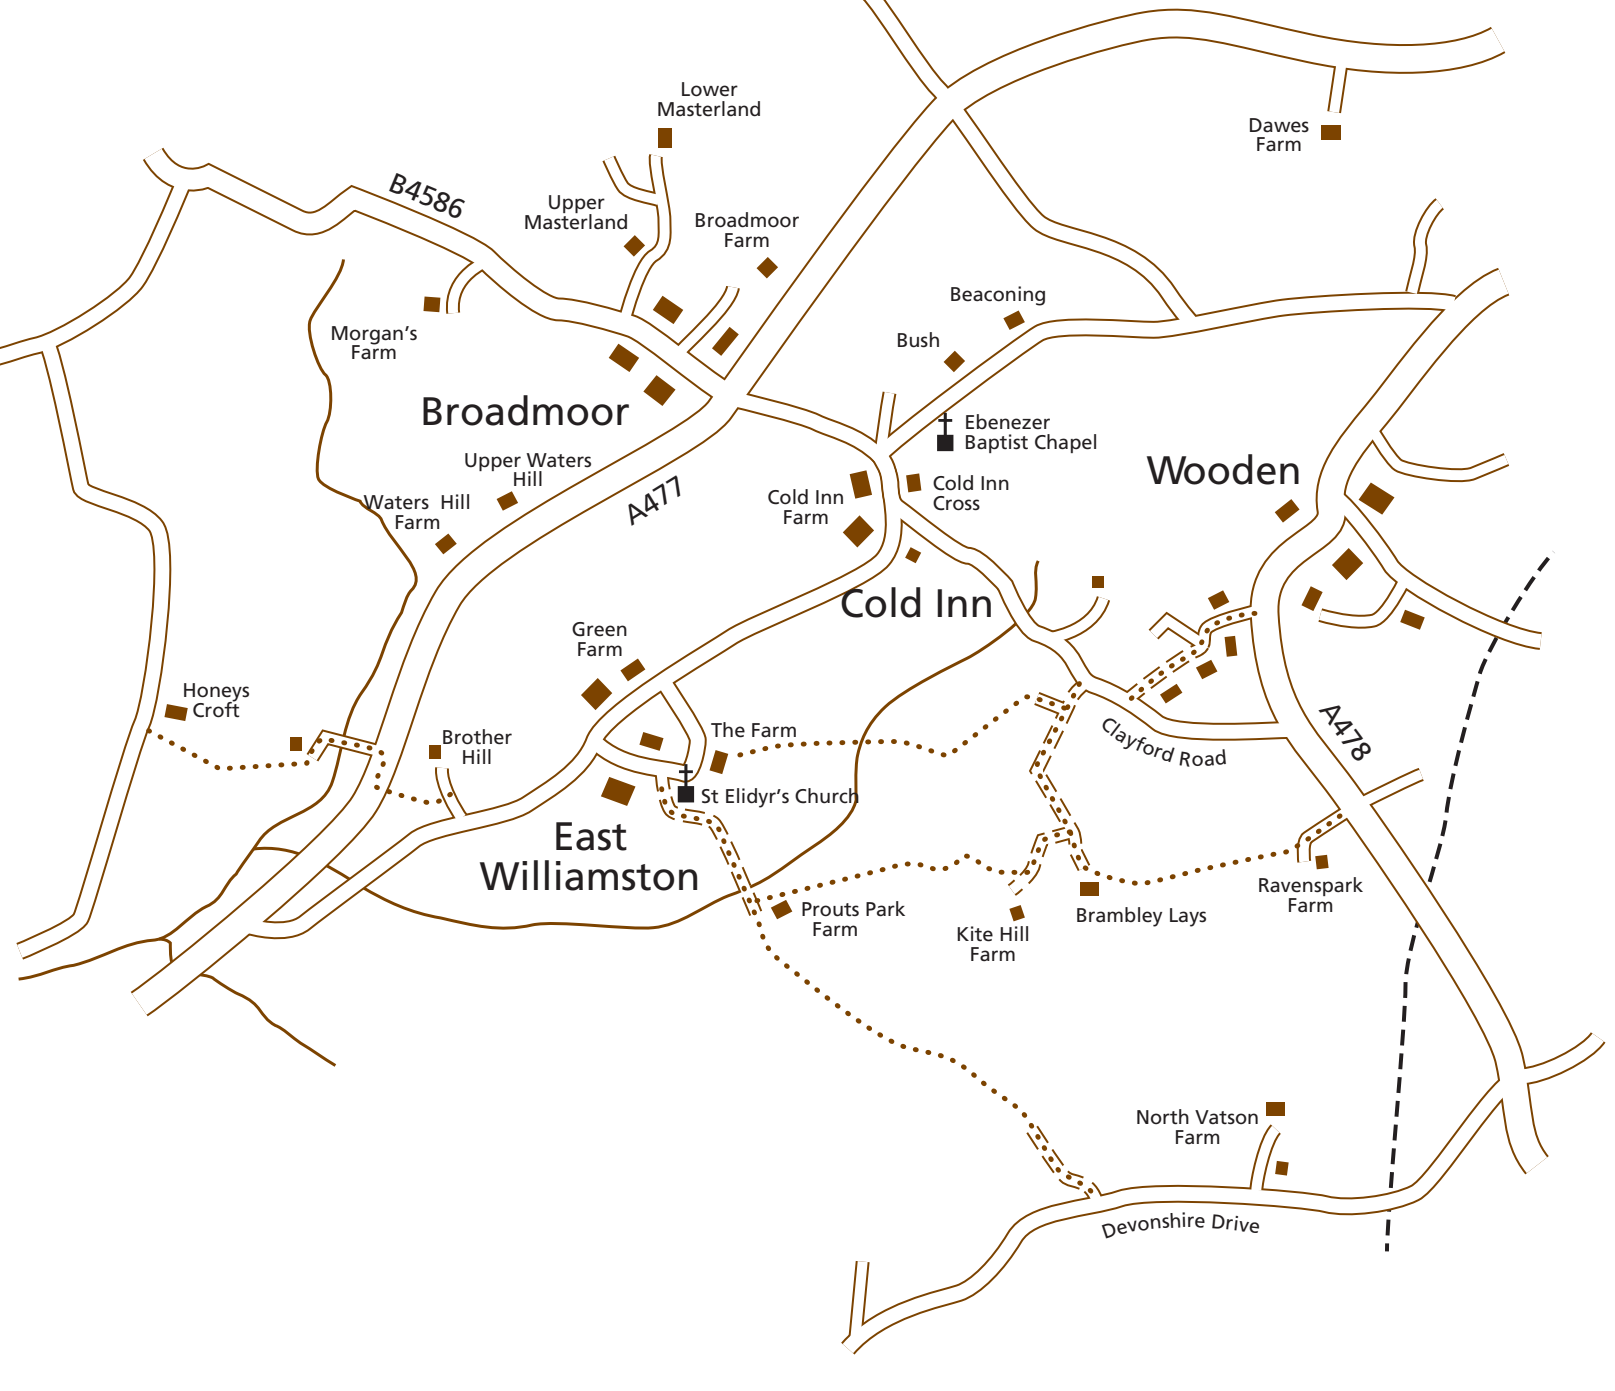 Lower
Masterland
Dawes
Farm
B4586
Upper
Masterland
Broadmoor
Farm
Beaconing
Morgan's
Farm
Bush
Broadmoor
Ebenezer
Baptist Chapel
Upper Waters
Hill
Wooden
Waters Hill
Farm
A477
Cold Inn
Farm
Cold Inn
Cross
Cold Inn
Green
Farm
Honeys
Croft
Brother
Hill
The Farm
Clayford Road
A478
St Elidyr's Church
East
Williamston
Prouts Park
Farm
Kite Hill
Farm
Brambley Lays
Ravenspark
Farm
North Vatson
Farm
Devonshire Drive